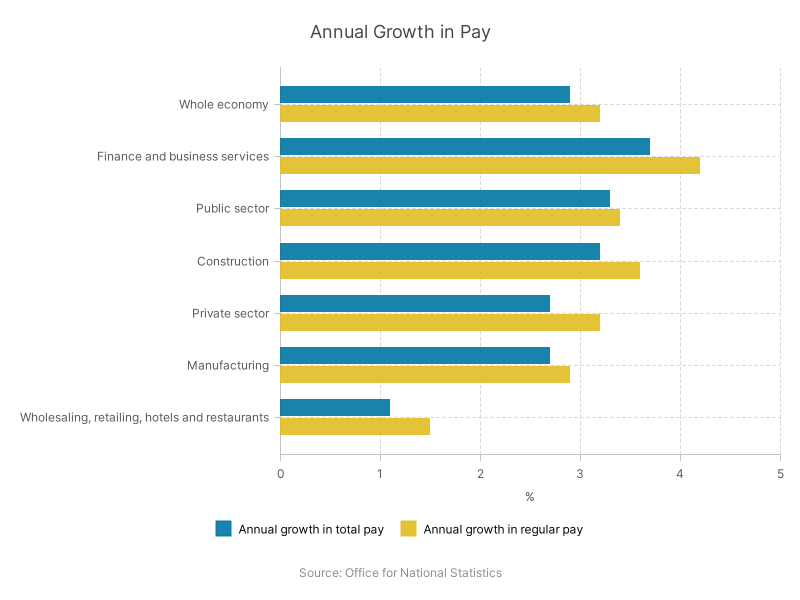 Annual Growth in Pay
Whole economy
Finance and business services
Public sector
Construction
Private sector
Manufacturing
Wholesaling, retailing, hotels and restaurants
0 1 2 3 4 5
%
Annual growth in total pay Annual growth in regular pay
Source: Office for National Statistics